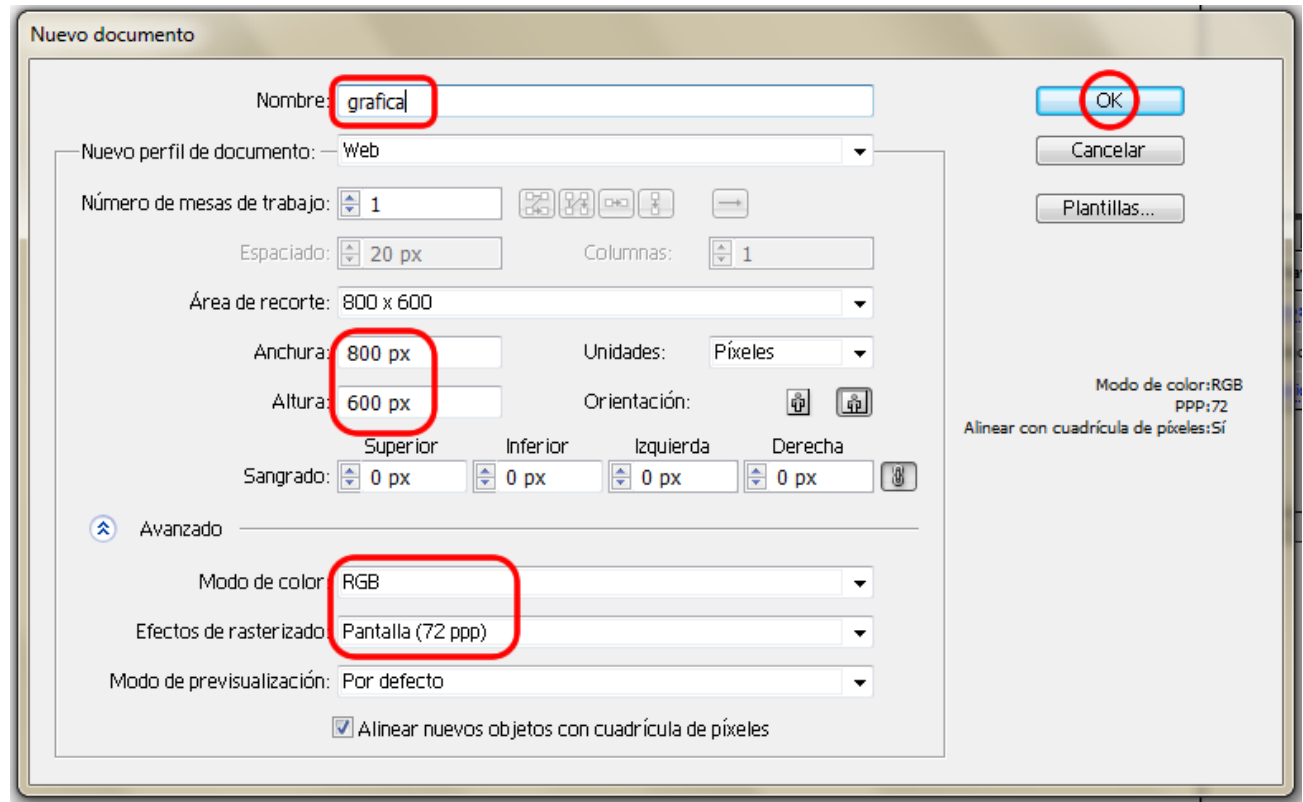 Nuevo documento
Nombre: grafica
OK
Nuevo perfil de documento: Web
Cancelar
Número de mesas de trabajo: 1
Plantillas...
Espaciado: 20 px Columnas: 1
Área de recorte: 800 x 600
Anchura: 800 px Unidades: Píxeles
Altura: 600 px Orientación:
Modo de color:RGB
PPP:72
Alinear con cuadrícula de píxeles:Sí
Superior Inferior Izquierda Derecha
Sangrado: 0 px 0 px 0 px 0 px
Avanzado
Modo de color: RGB
Efectos de rasterizado: Pantalla (72 ppp)
Modo de previsualización: Por defecto
Alinear nuevos objetos con cuadrícula de píxeles